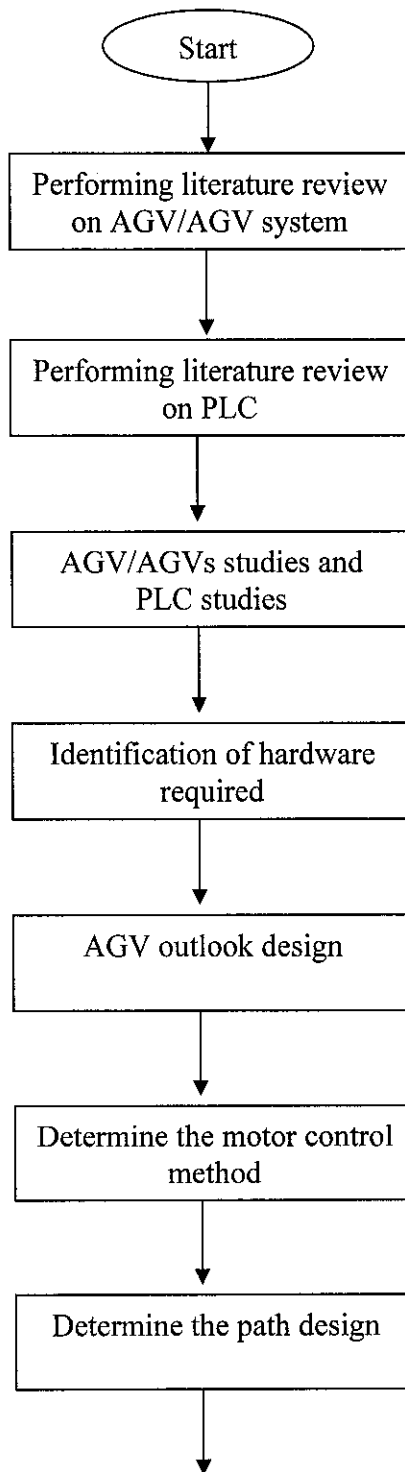 Start
Performing literature review
on AGV/AGV system
Performing literature review
on PLC
AGV/AGVs studies and
PLC studies
Identification of hardware
required
AGV outlook design
Determine the motor control
method
Determine the path design